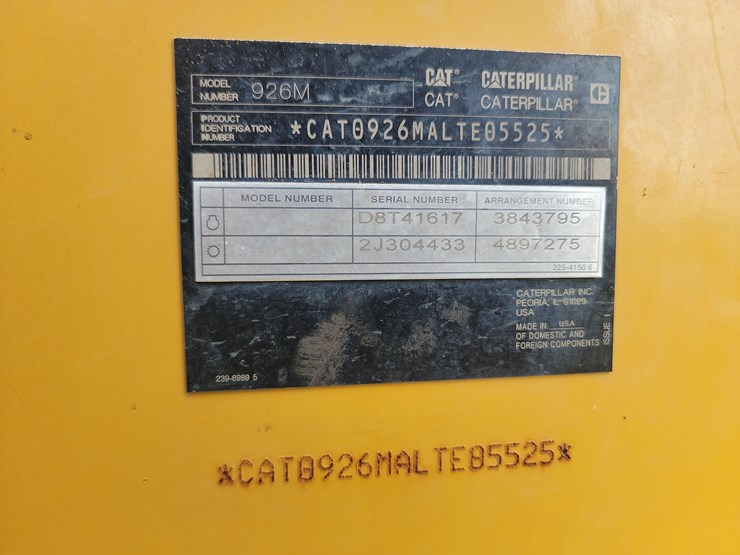 MODEL NUMBER 926M
CAT® CATERPILLAR®
CAT® CATERPILLAR®
PRODUCT IDENTIFICATION NUMBER *CAT0926MALTE05525*
MODEL NUMBER SERIAL NUMBER ARRANGEMENT NUMBER
D8T41617 3843795
2J304433 4897275
225-4150 5
CATERPILLAR INC.
PEORIA, IL 61629
USA
MADE IN USA
OF DOMESTIC AND
FOREIGN COMPONENTS
ISSUE 1
239-6989 5
*CAT0926MALTE05525*